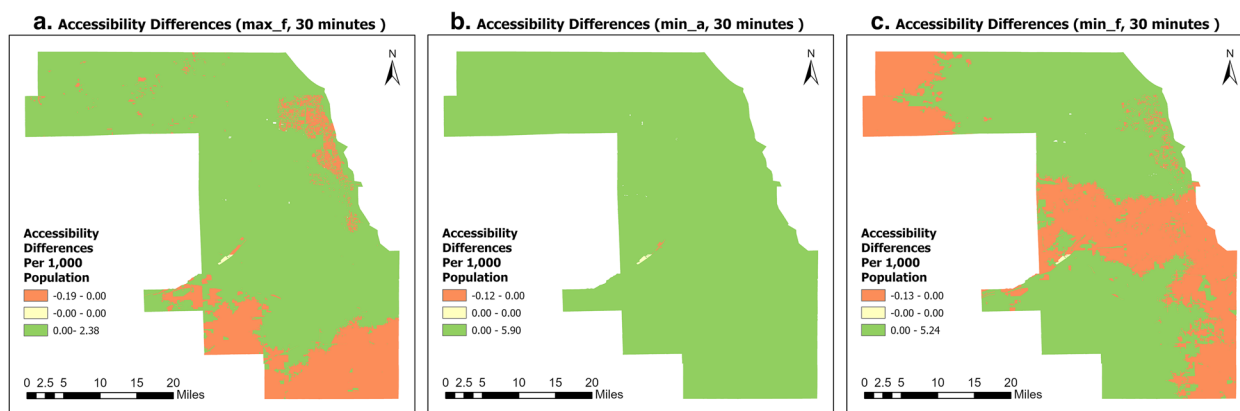 a. Accessibility Differences (max_f, 30 minutes )
N
Accessibility
Differences
Per 1,000
Population
-0.19 - 0.00
-0.00 - 0.00
0.00- 2.38
0 2.5 5 10 15 20
Miles
b. Accessibility Differences (min_a, 30 minutes )
N
Accessibility
Differences
Per 1,000
Population
-0.12 - 0.00
0.00 - 0.00
0.00 - 5.90
0 2.5 5 10 15 20
Miles
c. Accessibility Differences (min_f, 30 minutes )
N
Accessibility
Differences
Per 1,000
Population
-0.13 - 0.00
-0.00 - 0.00
0.00 - 5.24
0 2.5 5 10 15 20
Miles